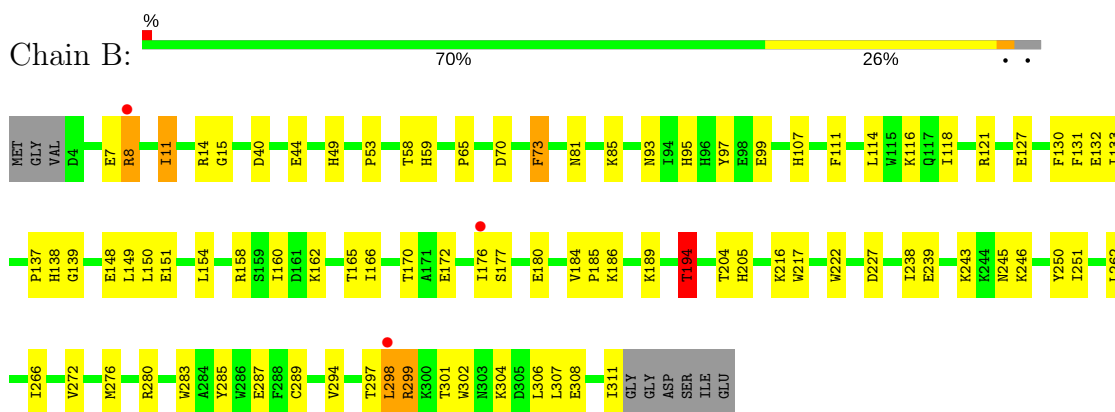 %
Chain B:
70% 26% • •
MET GLY VAL D4 E7 R8 I11 R14 G15 D40 E44 H49 P53 T58 H59 P65 D70 F73 N81 K85 N93 I94 H95 H96 Y97 E98 E99 H107 F111 L114 W115 K116 Q117 I118 R121 E127 F130 F131 E132 I133
P137 H138 G139 E148 L149 L150 E151 L154 R158 S159 I160 D161 K162 T165 I166 T170 A171 E172 I176 S177 E180 V184 P185 K186 K189 T194 T204 H205 K216 W217 W222 D227 I238 E239 K243 K244 N245 K246 Y250 I251 L262
I266 V272 M276 R280 W283 A284 Y285 W286 E287 F288 C289 V294 T297 L298 R299 K300 T301 W302 N303 K304 D305 L306 L307 E308 I311 GLY GLY ASP SER ILE GLU